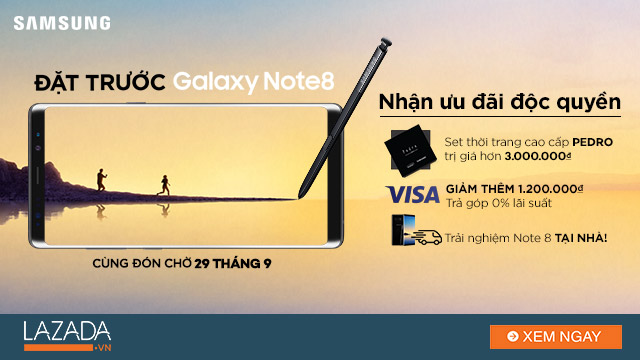 SAMSUNG
ĐẶT TRƯỚC Galaxy Note8
CÙNG ĐÓN CHỜ 29 THÁNG 9
Nhận ưu đãi độc quyền
Set thời trang cao cấp PEDRO
trị giá hơn 3.000.000₫
VISA
GIẢM THÊM 1.200.000₫
Trả góp 0% lãi suất
Trải nghiệm Note 8 TẠI NHÀ!
LAZADA
.VN
XEM NGAY